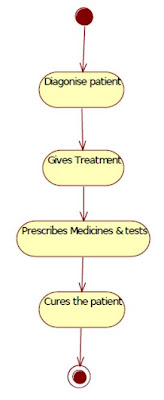 Diagonise patient
Gives Treatment
Prescribes Medicines & tests
Cures the patient